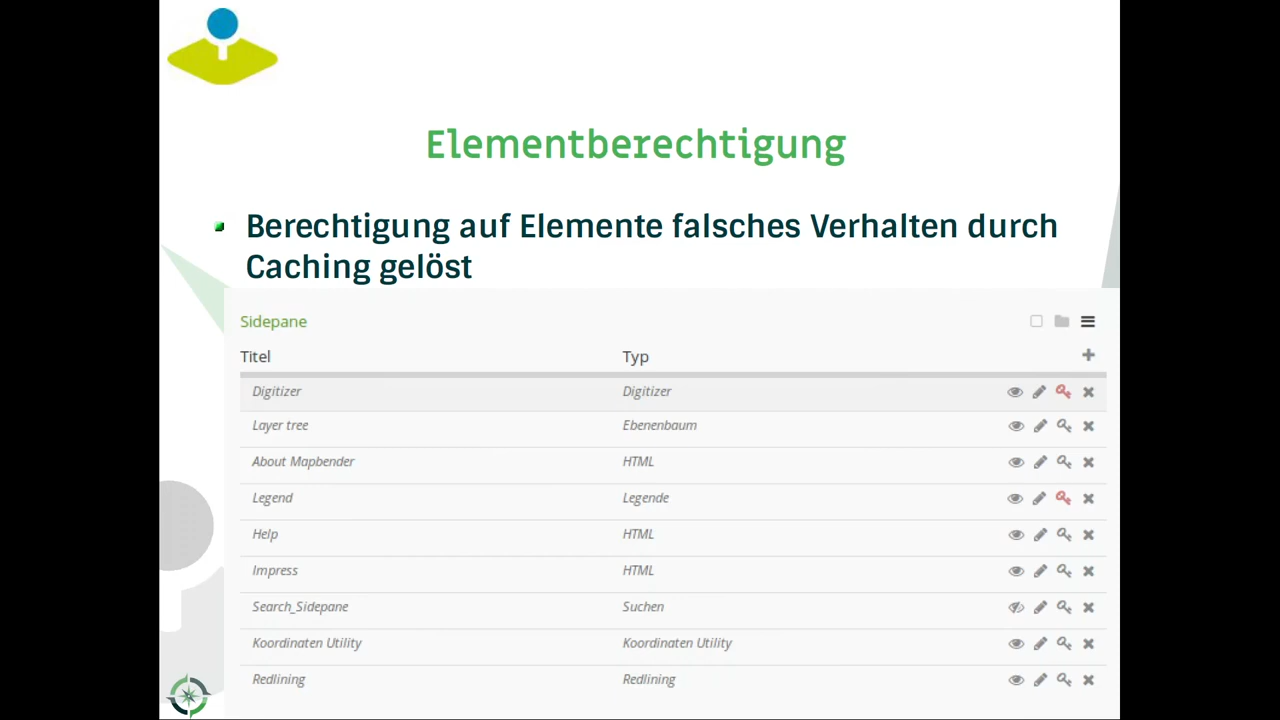 Elementberechtigung
Berechtigung auf Elemente falsches Verhalten durch
Caching gelöst
Sidepane
Titel Typ
Digitizer Digitizer
Layer tree Ebenenbaum
About Mapbender HTML
Legend Legende
Help HTML
Impress HTML
Search_Sidepane Suchen
Koordinaten Utility Koordinaten Utility
Redlining Redlining